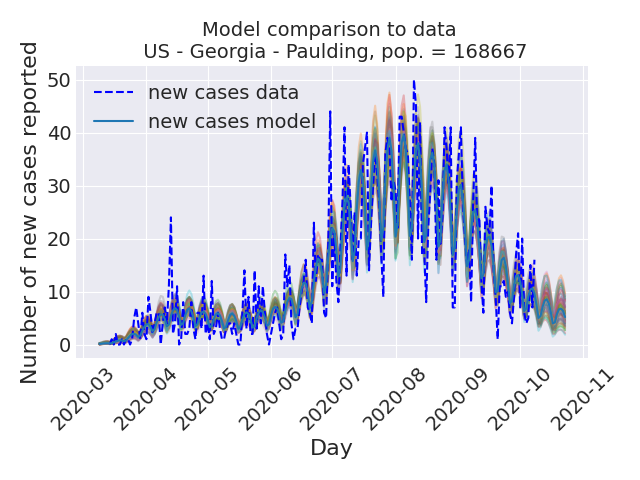 Model comparison to data
US - Georgia - Paulding, pop. = 168667
Number of new cases reported
50
40
30
20
10
0
new cases data
new cases model
2020-03
2020-04
2020-05
2020-06
2020-07
2020-08
2020-09
2020-10
2020-11
Day